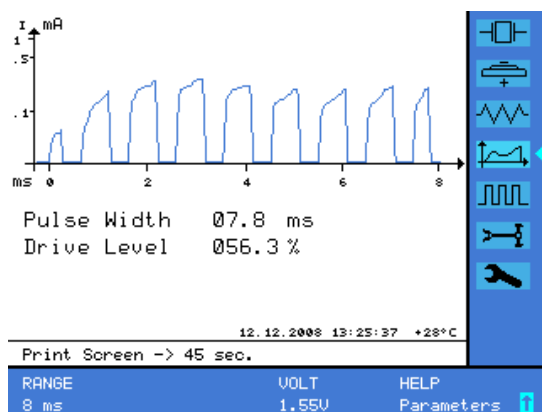 I mA
1
.5
.1
ms 0 2 4 6 8
Pulse Width 07.8 ms
Drive Level 056.3 %
12.12.2008 13:25:37 +28°C
Print Screen -> 45 sec.
RANGE VOLT HELP
8 ms 1.55V Parameters